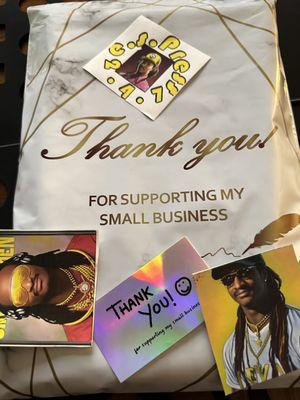 Thank you!
FOR SUPPORTING MY
SMALL BUSINESS
THANK
YOU!
for supporting my small business